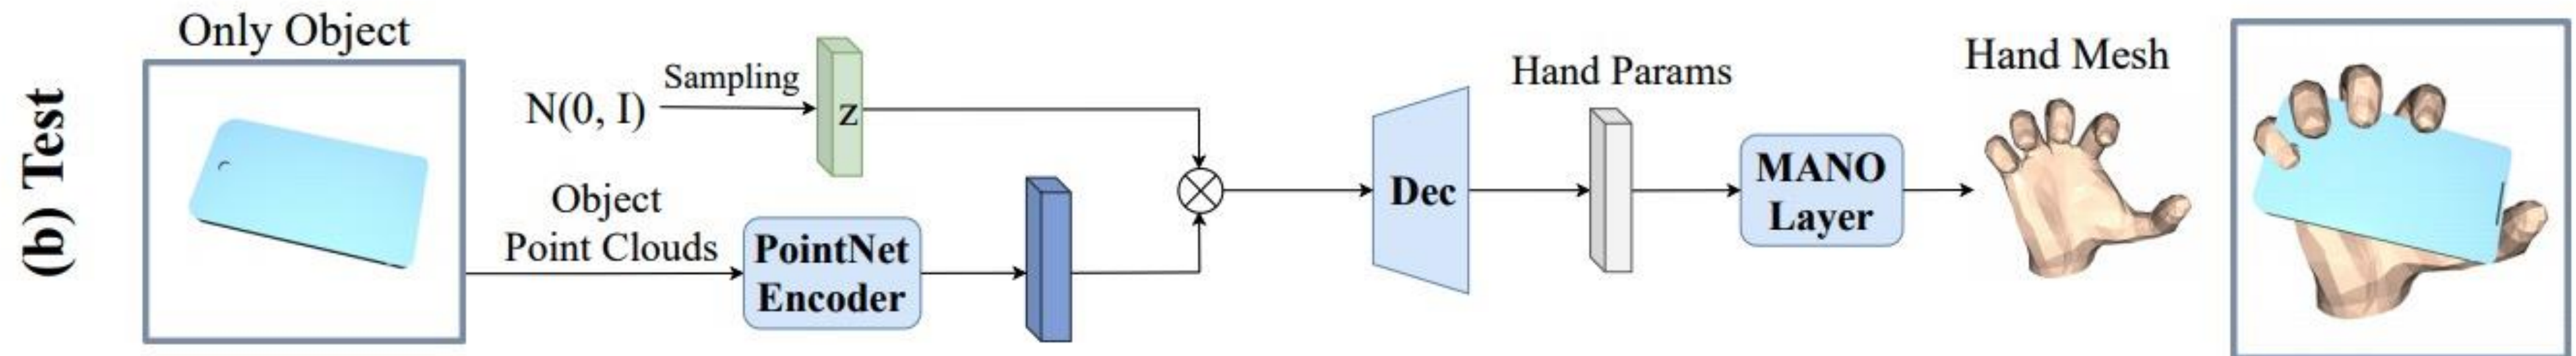 (b) Test
Only Object
N(0, I)
Sampling
z
Object
Point Clouds
PointNet
Encoder
Dec
Hand Params
MANO
Layer
Hand Mesh